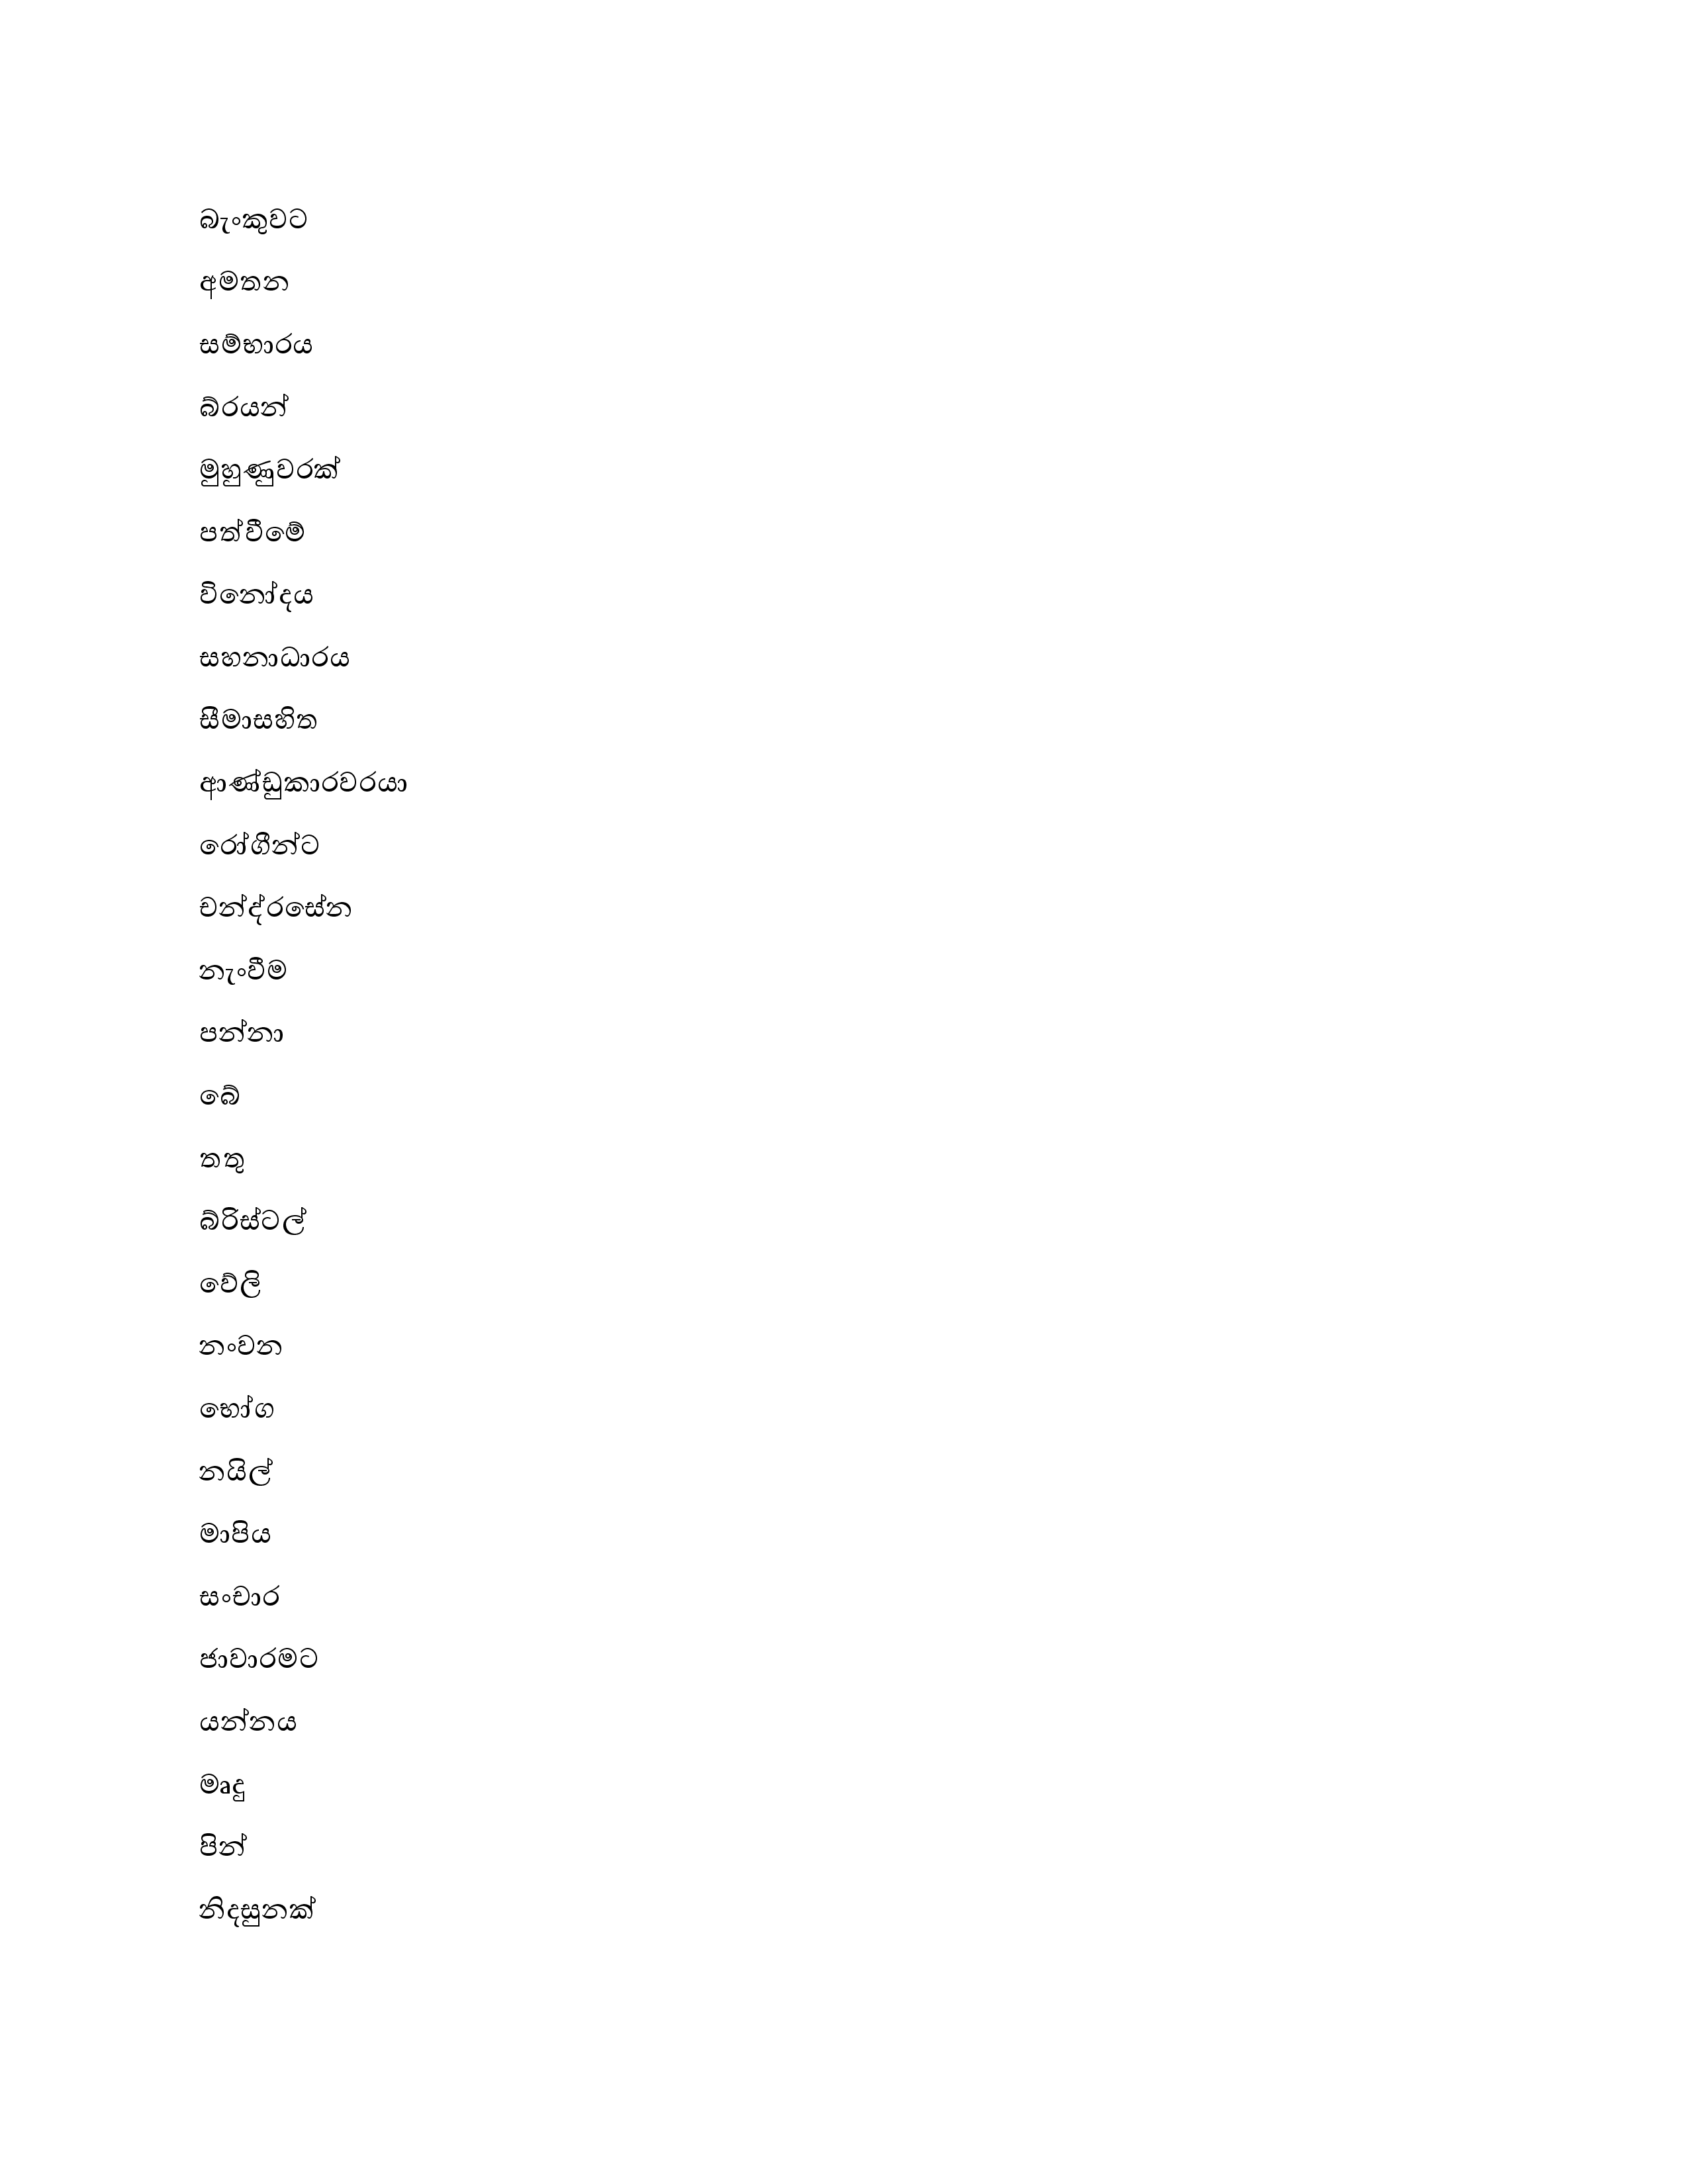 බැංකුවට
අමතන
සම්භාරය
බ්රයන්
මුහුණුවරක්
පත්වීමේ
විනෝදය
සහනාධාරය
සීමාසහිත
ආණ්ඩුකාරවරයා
රෝගීන්ට
චන්ද්රසේන
නැංවීම
පන්නා
බේ
තතු
බ්රිස්ටල්
වේලි
නංවන
භෝග
නයිල්
මාපිය
සංචාර
ජාවාරමට
යන්නය
මෘදු
පින්
නිදසුනක්